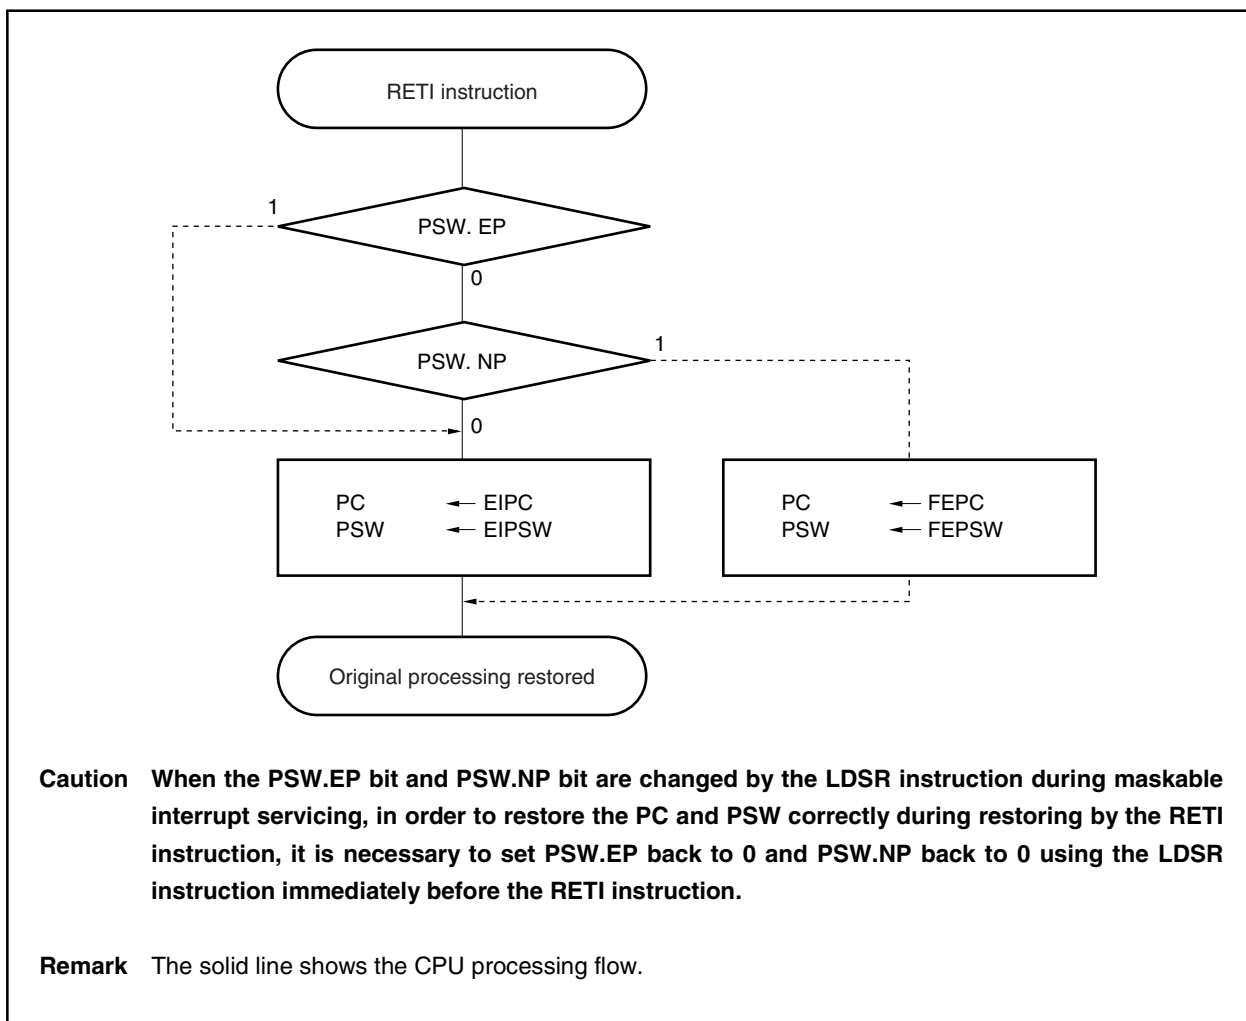 RETI instruction
1
PSW. EP
0
PSW. NP
1
0
PC ← EIPC
PSW ← EIPSW
PC ← FEPC
PSW ← FEPSW
Original processing restored
Caution When the PSW.EP bit and PSW.NP bit are changed by the LDSR instruction during maskable
interrupt servicing, in order to restore the PC and PSW correctly during restoring by the RETI
instruction, it is necessary to set PSW.EP back to 0 and PSW.NP back to 0 using the LDSR
instruction immediately before the RETI instruction.
Remark The solid line shows the CPU processing flow.